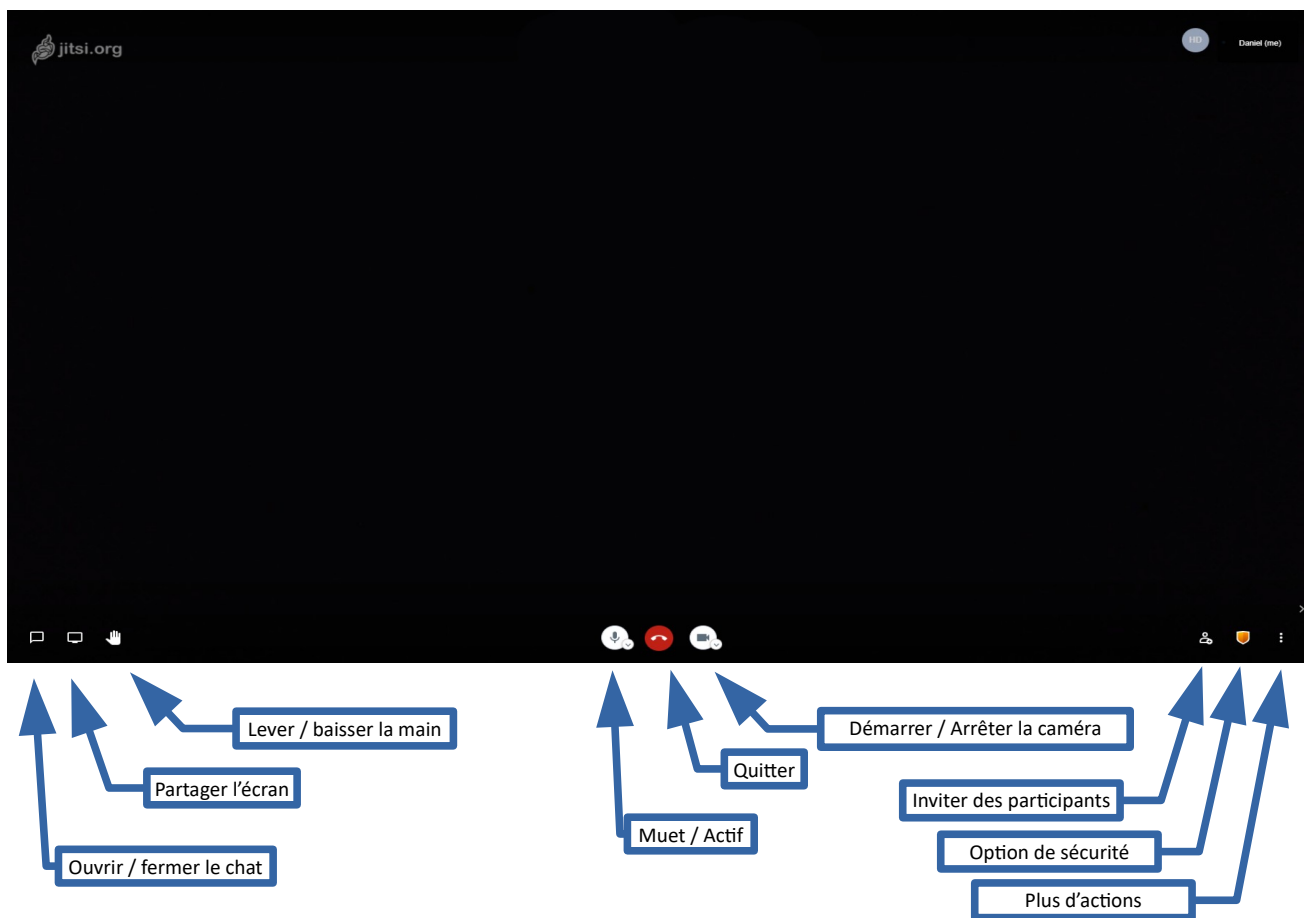 jitsi.org
HD
Daniel (me)
Lever / baisser la main
Démarrer / Arrêter la caméra
Quitter
Partager l’écran
Inviter des participants
Muet / Actif
Option de sécurité
Ouvrir / fermer le chat
Plus d’actions